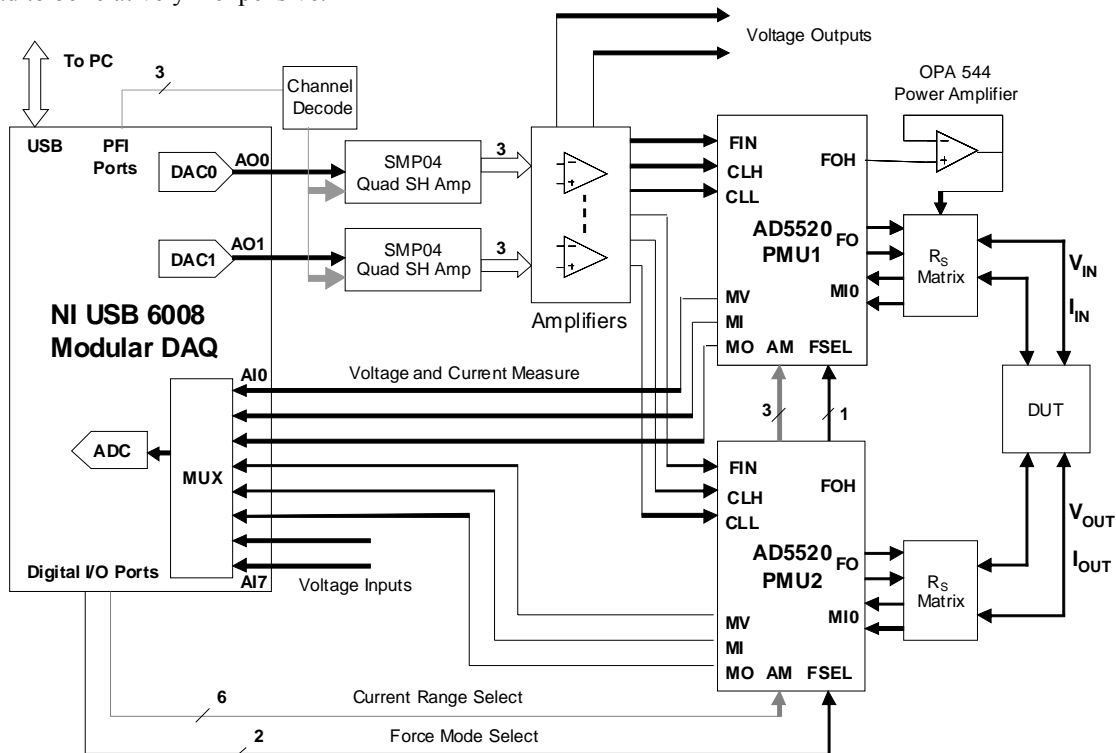 To PC
3
Channel
Decode
Voltage Outputs
OPA 544
Power Amplifier
USB
PFI
Ports
DAC0
AO0
SMP04
Quad SH Amp
3
FIN
CLH
CLL
FOH
AD5520
PMU1
FO
MI0
RS
Matrix
DAC1
AO1
SMP04
Quad SH Amp
3
Amplifiers
VIN
IIN
NI USB 6008
Modular DAQ
MV
MI
MO
AM
FSEL
AI0
Voltage and Current Measure
3
1
DUT
ADC
MUX
FIN
CLH
CLL
FOH
AD5520
PMU2
FO
MI0
RS
Matrix
VOUT
IOUT
Digital I/O Ports
AI7
Voltage Inputs
MV
MI
MO
AM
FSEL
6
Current Range Select
2
Force Mode Select